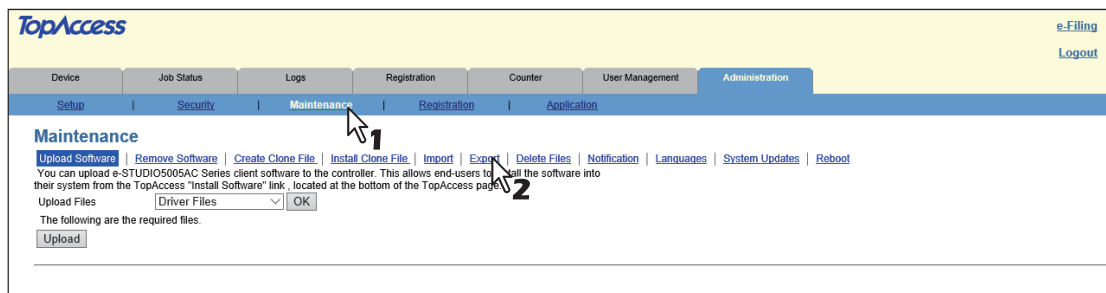 TopAccess
e-Filing
Logout
Device Job Status Logs Registration Counter User Management Administration
Setup | Security | Maintenance | Registration | Application
1
Maintenance
Upload Software | Remove Software | Create Clone File | Install Clone File | Import | Export | Delete Files | Notification | Languages | System Updates | Reboot
2
You can upload e-STUDIO5005AC Series client software to the controller. This allows end-users to install the software into
their system from the TopAccess "Install Software" link , located at the bottom of the TopAccess page.
Upload Files Driver Files OK
The following are the required files.
Upload